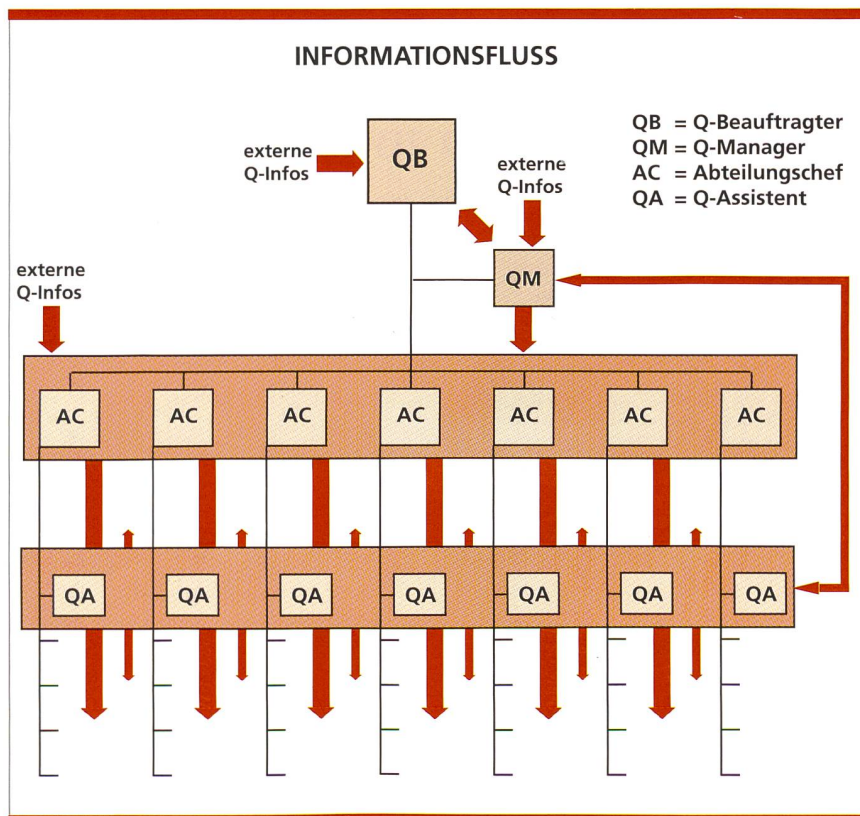 INFORMATIONSFLUSS
QB = Q-Beauftragter
QM = Q-Manager
AC = Abteilungschef
QA = Q-Assistent
externe
Q-Infos
QB
externe
Q-Infos
QM
externe
Q-Infos
AC AC AC AC AC AC AC
QA QA QA QA QA QA QA